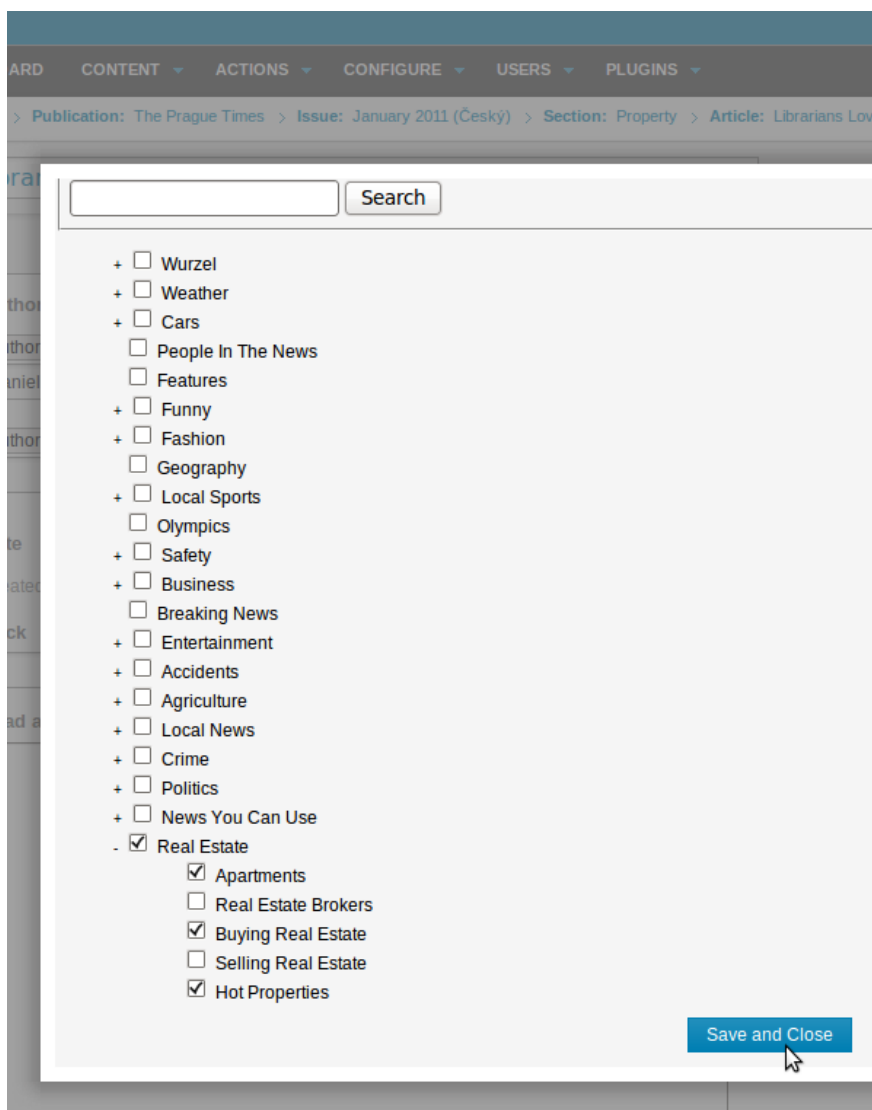 ARD CONTENT ACTIONS CONFIGURE USERS PLUGINS
> Publication: The Prague Times > Issue: January 2011 (Český) > Section: Property > Article: Librarians Lov
Search
+ Wurzel
+ Weather
+ Cars
People In The News
Features
+ Funny
+ Fashion
Geography
+ Local Sports
Olympics
+ Safety
+ Business
Breaking News
+ Entertainment
+ Accidents
+ Agriculture
+ Local News
+ Crime
+ Politics
+ News You Can Use
- Real Estate
Apartments
Real Estate Brokers
Buying Real Estate
Selling Real Estate
Hot Properties
Save and Close